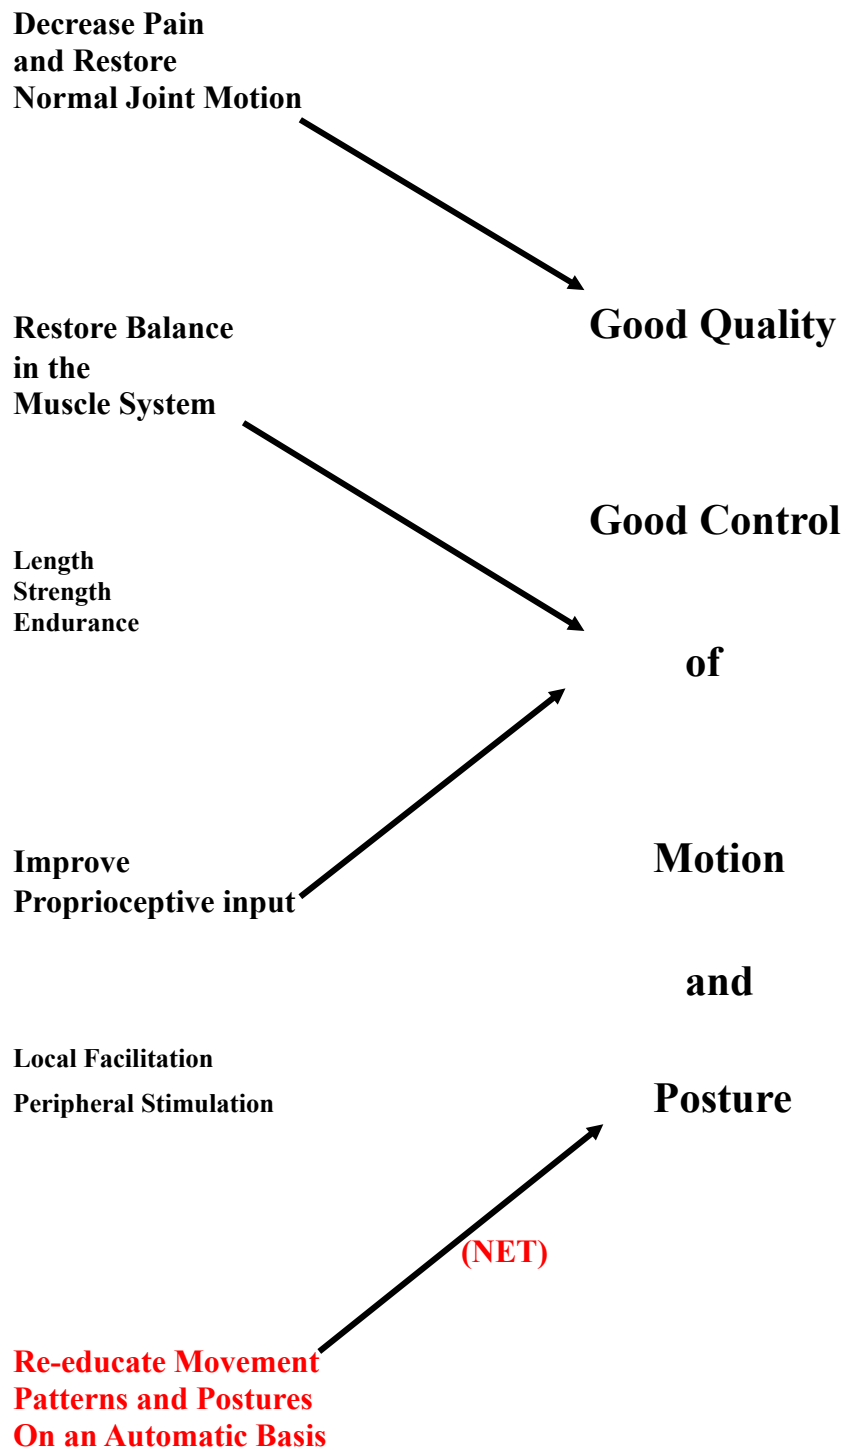 Decrease Pain
and Restore
Normal Joint Motion
Restore Balance
in the
Muscle System
Length
Strength
Endurance
Improve
Proprioceptive input
Local Facilitation
Peripheral Stimulation
Re-educate Movement
Patterns and Postures
On an Automatic Basis
(NET)
Good Quality
Good Control
of
Motion
and
Posture